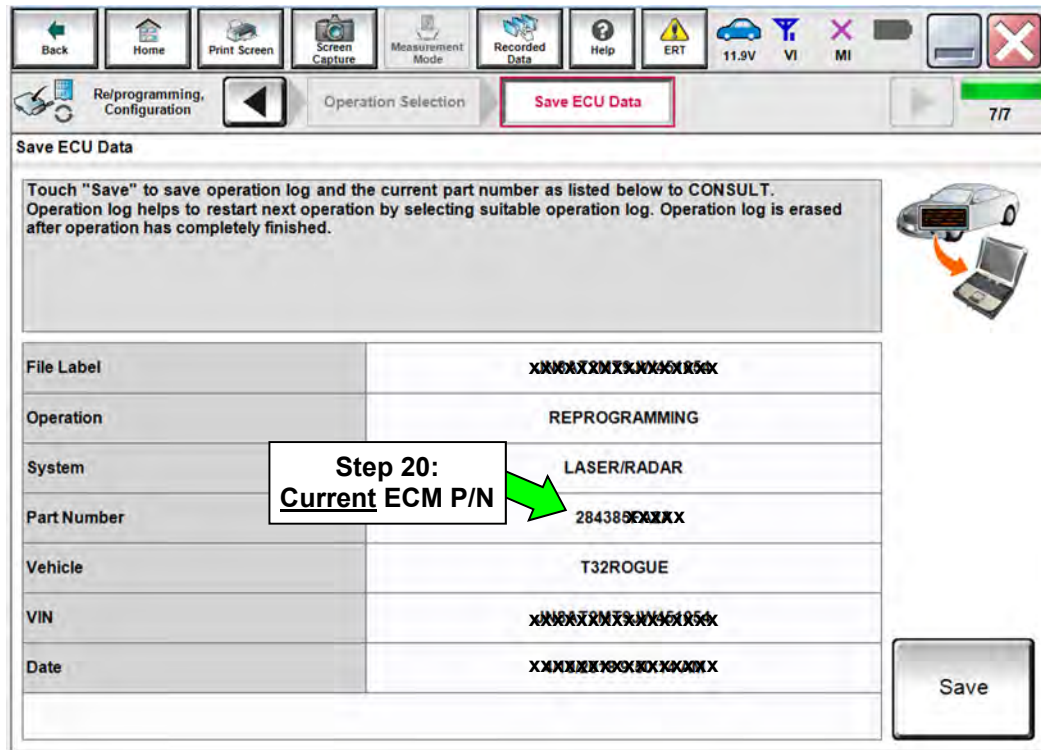 Back
Home
Print Screen
Screen
Capture
Measurement
Mode
Recorded
Data
Help
ERT
11.9V
VI
MI
Re/programming,
Configuration
Operation Selection
Save ECU Data
7/7
Save ECU Data
Touch "Save" to save operation log and the current part number as listed below to CONSULT.
Operation log helps to restart next operation by selecting suitable operation log. Operation log is erased
after operation has completely finished.
File Label
Operation
REPROGRAMMING
System
LASER/RADAR
Step 20:
Current ECM P/N
Part Number
Vehicle
T32ROGUE
VIN
Date
Save